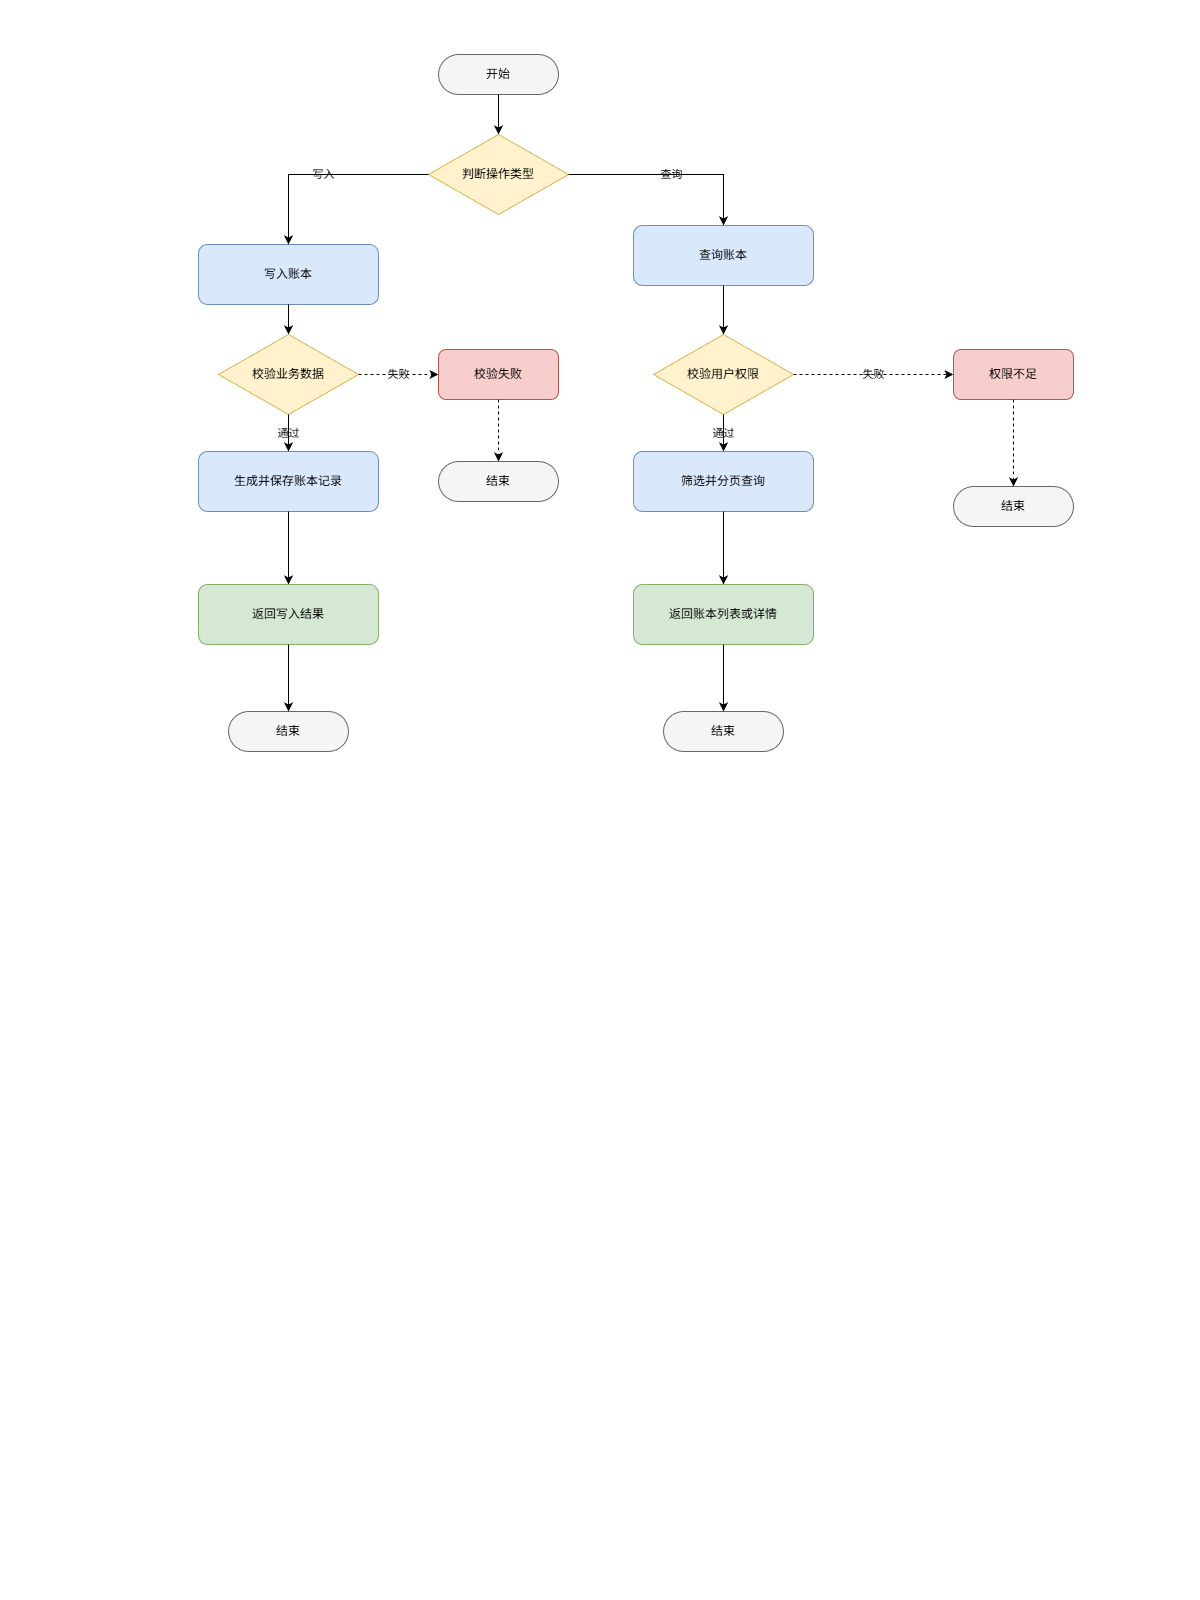 开始
判断操作类型
写入
查询
写入账本
查询账本
校验业务数据
失败
校验失败
校验用户权限
失败
权限不足
通过
通过
生成并保存账本记录
结束
筛选并分页查询
结束
返回写入结果
返回账本列表或详情
结束
结束